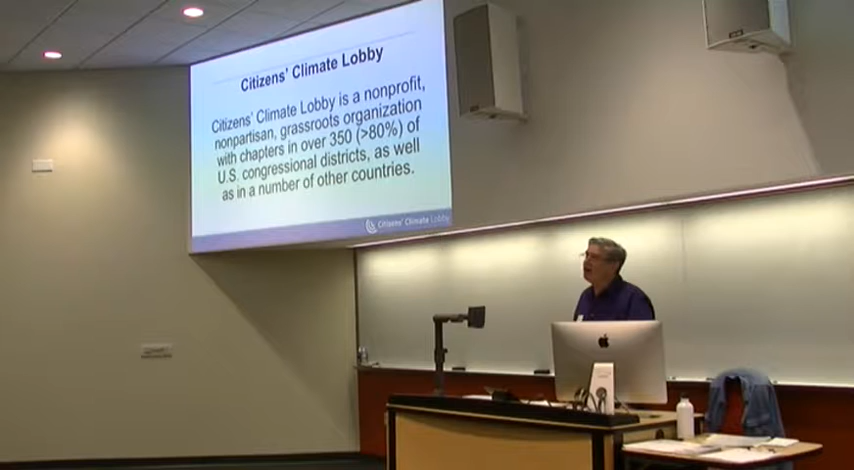 Citizens' Climate Lobby
Citizens' Climate Lobby is a nonprofit,
nonpartisan, grassroots organization
with chapters in over 350 (>80%) of
U.S. congressional districts, as well
as in a number of other countries.
Citizens' Climate Lobby